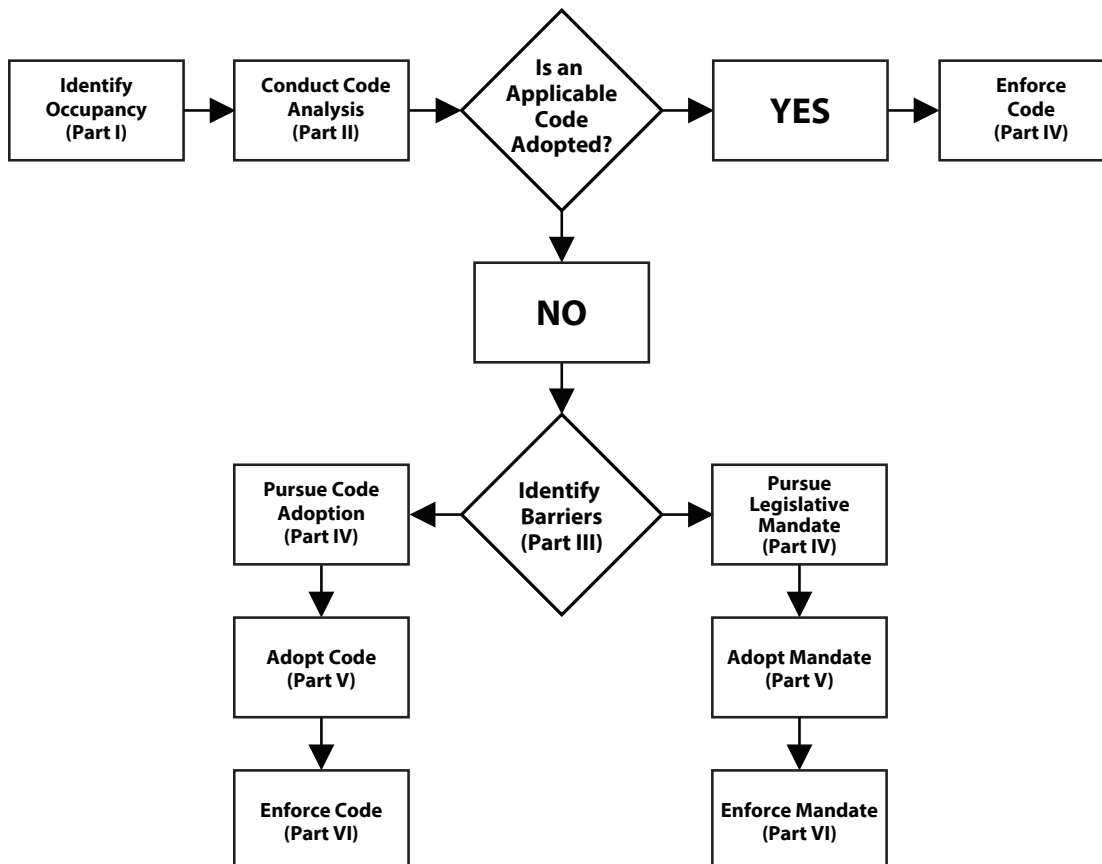 Identify
Occupancy
(Part I)
Conduct Code
Analysis
(Part II)
Is an
Applicable
Code
Adopted?
YES
Enforce
Code
(Part IV)
NO
Identify
Barriers
(Part III)
Pursue Code
Adoption
(Part IV)
Pursue
Legislative
Mandate
(Part IV)
Adopt Code
(Part V)
Adopt Mandate
(Part V)
Enforce Code
(Part VI)
Enforce Mandate
(Part VI)